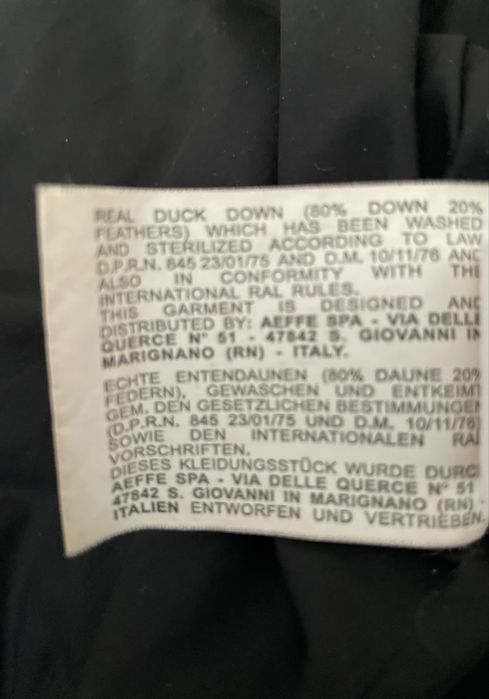 REAL DUCK DOWN (80% DOWN 20%
FEATHERS) WHICH HAS BEEN WASHED
AND STERILIZED ACCORDING TO LAW
D.P.R.N. 845 23/01/75 AND D.M. 10/11/76 AND
ALSO IN CONFORMITY WITH THE
INTERNATIONAL RAL RULES.
THIS GARMENT IS DESIGNED AND
DISTRIBUTED BY: AEFFE SPA - VIA DELLE
QUERCE N° 51 - 47842 S. GIOVANNI IN
MARIGNANO (RN) - ITALY.
ECHTE ENTENDAUNEN (80% DAUNE 20%
FEDERN), GEWASCHEN UND ENTKEIMT
GEM. DEN GESETZLICHEN BESTIMMUNGEN
(D.P.R.N. 845 23/01/75 UND D.M. 10/11/76)
SOWIE DEN INTERNATIONALEN RAL
VORSCHRIFTEN.
DIESES KLEIDUNGSSTÜCK WURDE DURCH
AEFFE SPA - VIA DELLE QUERCE N° 51
47842 S. GIOVANNI IN MARIGNANO (RN) -
ITALIEN ENTWORFEN UND VERTRIEBEN.